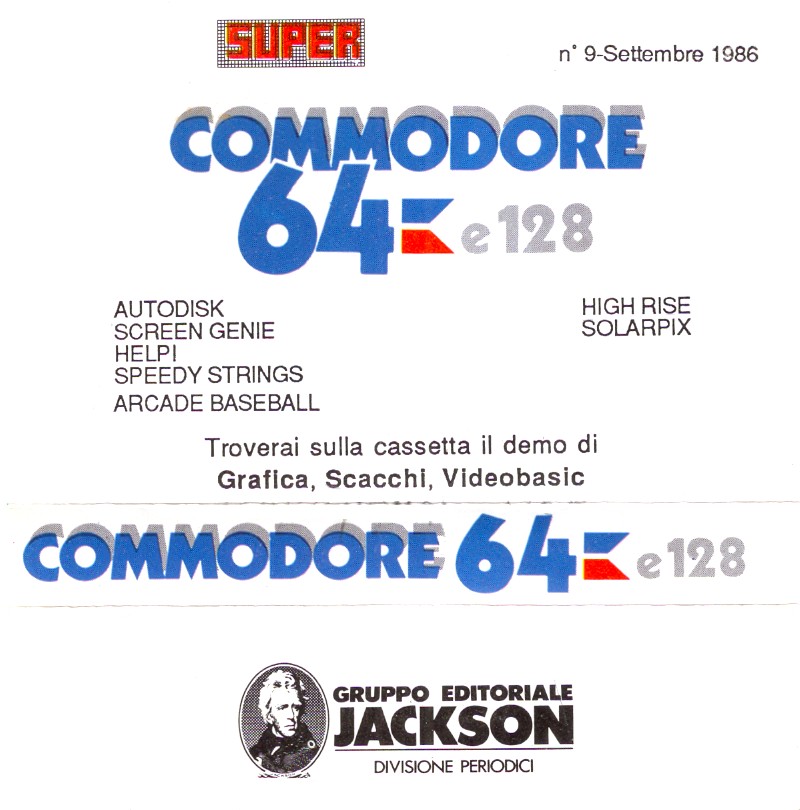 SUPER
n° 9-Settembre 1986
COMMODORE
64 e 128
AUTODISK
SCREEN GENIE
HELP!
SPEEDY STRINGS
ARCADE BASEBALL
HIGH RISE
SOLARPIX
Troverai sulla cassetta il demo di
Grafica, Scacchi, Videobasic
COMMODORE 64 e 128
GRUPPO EDITORIALE
JACKSON
DIVISIONE PERIODICI